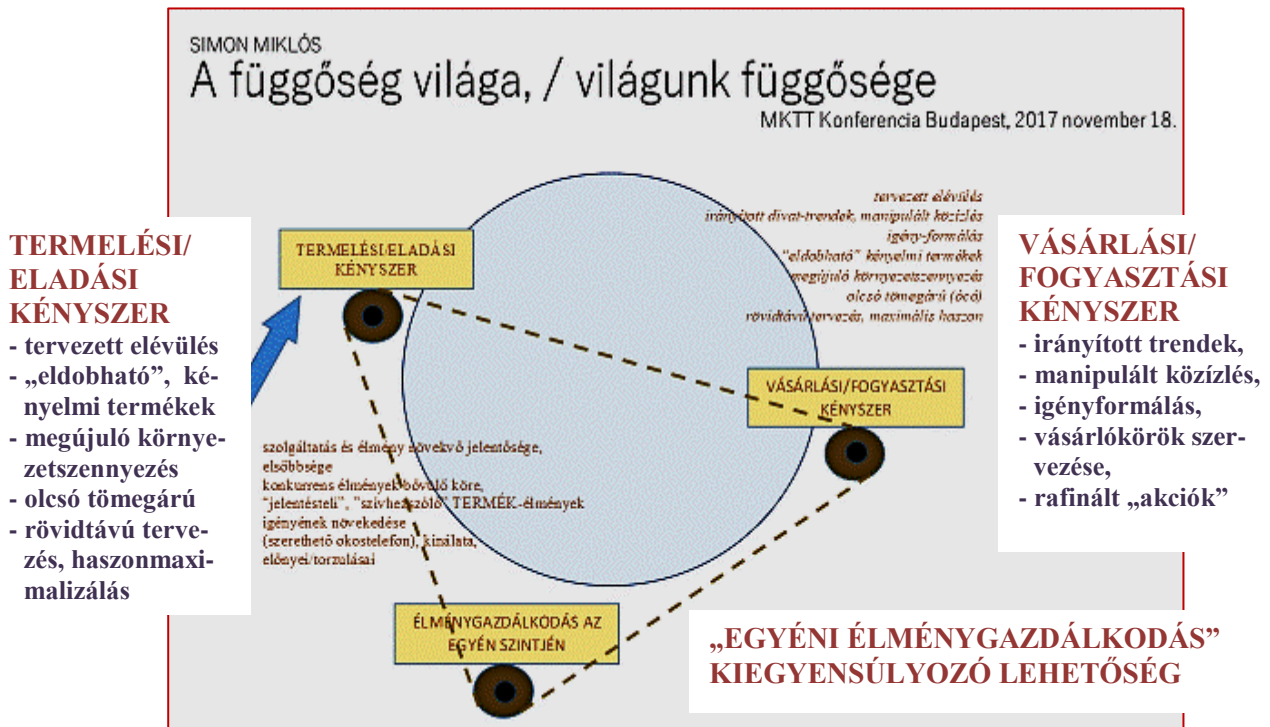 SIMON MIKLÓS
A függőség világa, / világunk függősége
MKTT Konferencia Budapest, 2017 november 18.
TERMELÉSI/
ELADÁSI
KÉNYSZER
- tervezett elévülés
- „eldobható”, ké-
nyelmi termékek
- megújuló környe-
zetszennyezés
- olcsó tömegárú
- rövidtávú terve-
zés, haszonmaxi-
malizálás
TERMELÉSI/ELADÁSI
KÉNYSZER
tervezett elévülés
irányított divat-trendek, manipulált közízlés
igény-formálás
"eldobható" kényelmi termékek
megújuló környezetszennyezés
olcsó tömegárú (ócó)
rövidtávú tervezés, maximális haszon
VÁSÁRLÁSI/FOGYASZTÁSI
KÉNYSZER
VÁSÁRLÁSI/
FOGYASZTÁSI
KÉNYSZER
- irányított trendek,
- manipulált közízlés,
- igényformálás,
- vásárlókörök szer-
vezése,
- rafinált „akciók”
szolgáltatás és élmény növekvő jelentősége,
elsőbbsége
konkurrens élmények bővülő köre,
"jelentésteli", "szívhezszóló" TERMÉK-élmények
igényének növekedése
(szerethető okostelefon), kínálata,
előnyei/torzulásai
ÉLMÉNYGAZDÁLKODÁS AZ
EGYÉN SZINTJÉN
„EGYÉNI ÉLMÉNYGAZDÁLKODÁS”
KIEGYENSÚLYOZÓ LEHETŐSÉG